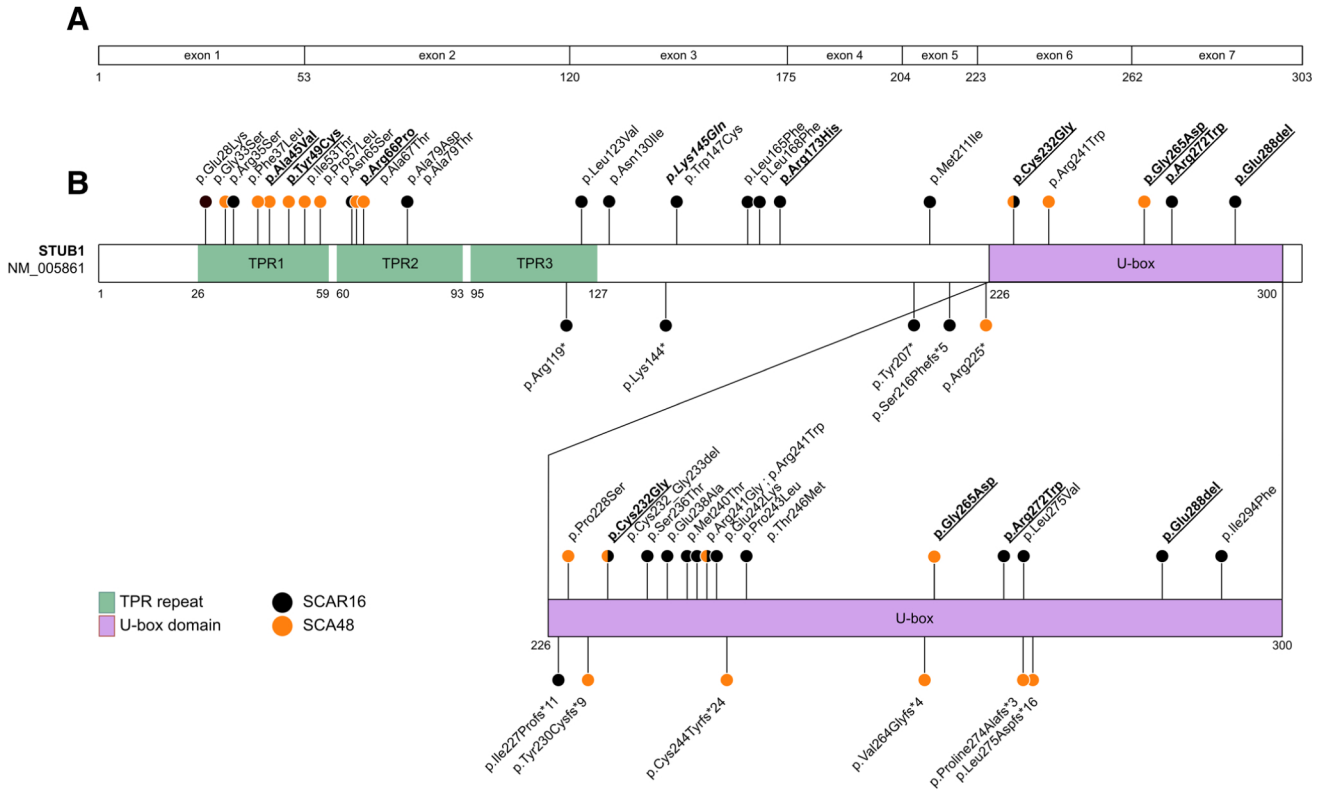 A
exon 1 exon 2 exon 3 exon 4 exon 5 exon 6 exon 7
1 53 120 175 204 223 262 303
B
p.Glu28Lys
p.Gly33Ser
p.Arg35Ser
p.Phe37Leu
p.Ala45Val
p.Tyr49Cys
p.Ile53Thr
p.Pro57Leu
p.Asn65Ser
p.Arg66Pro
p.Ala67Thr
p.Ala79Asp
p.Ala79Thr
p.Leu123Val
p.Asn130Ile
p.Lys145Gln
p.Trp147Cys
p.Leu165Phe
p.Leu168Phe
p.Arg173His
p.Met211Ile
p.Cys232Gly
p.Arg241Trp
p.Gly265Asp
p.Arg272Trp
p.Glu288del
STUB1
NM_005861
TPR1 TPR2 TPR3 U-box
1 26 59 60 93 95 127 226 300
p.Arg119*
p.Lys144*
p.Tyr207*
p.Ser216Phefs*5
p.Arg225*
p.Pro228Ser
p.Cys232Gly
p.Cys232_Gly233del
p.Ser236Thr
p.Glu238Ala
p.Met240Thr
p.Arg241Gly ; p.Arg241Trp
p.Glu242Lys
p.Pro243Leu
p.Thr246Met
p.Gly265Asp
p.Arg272Trp
p.Leu275Val
p.Glu288del
p.Ile294Phe
U-box
226 300
p.Ile227Profs*11
p.Tyr230Cysfs*9
p.Cys244Tyrfs*24
p.Val264Glyfs*4
p.Proline274Alafs*3
p.Leu275Aspfs*16
TPR repeat
U-box domain
SCAR16
SCA48